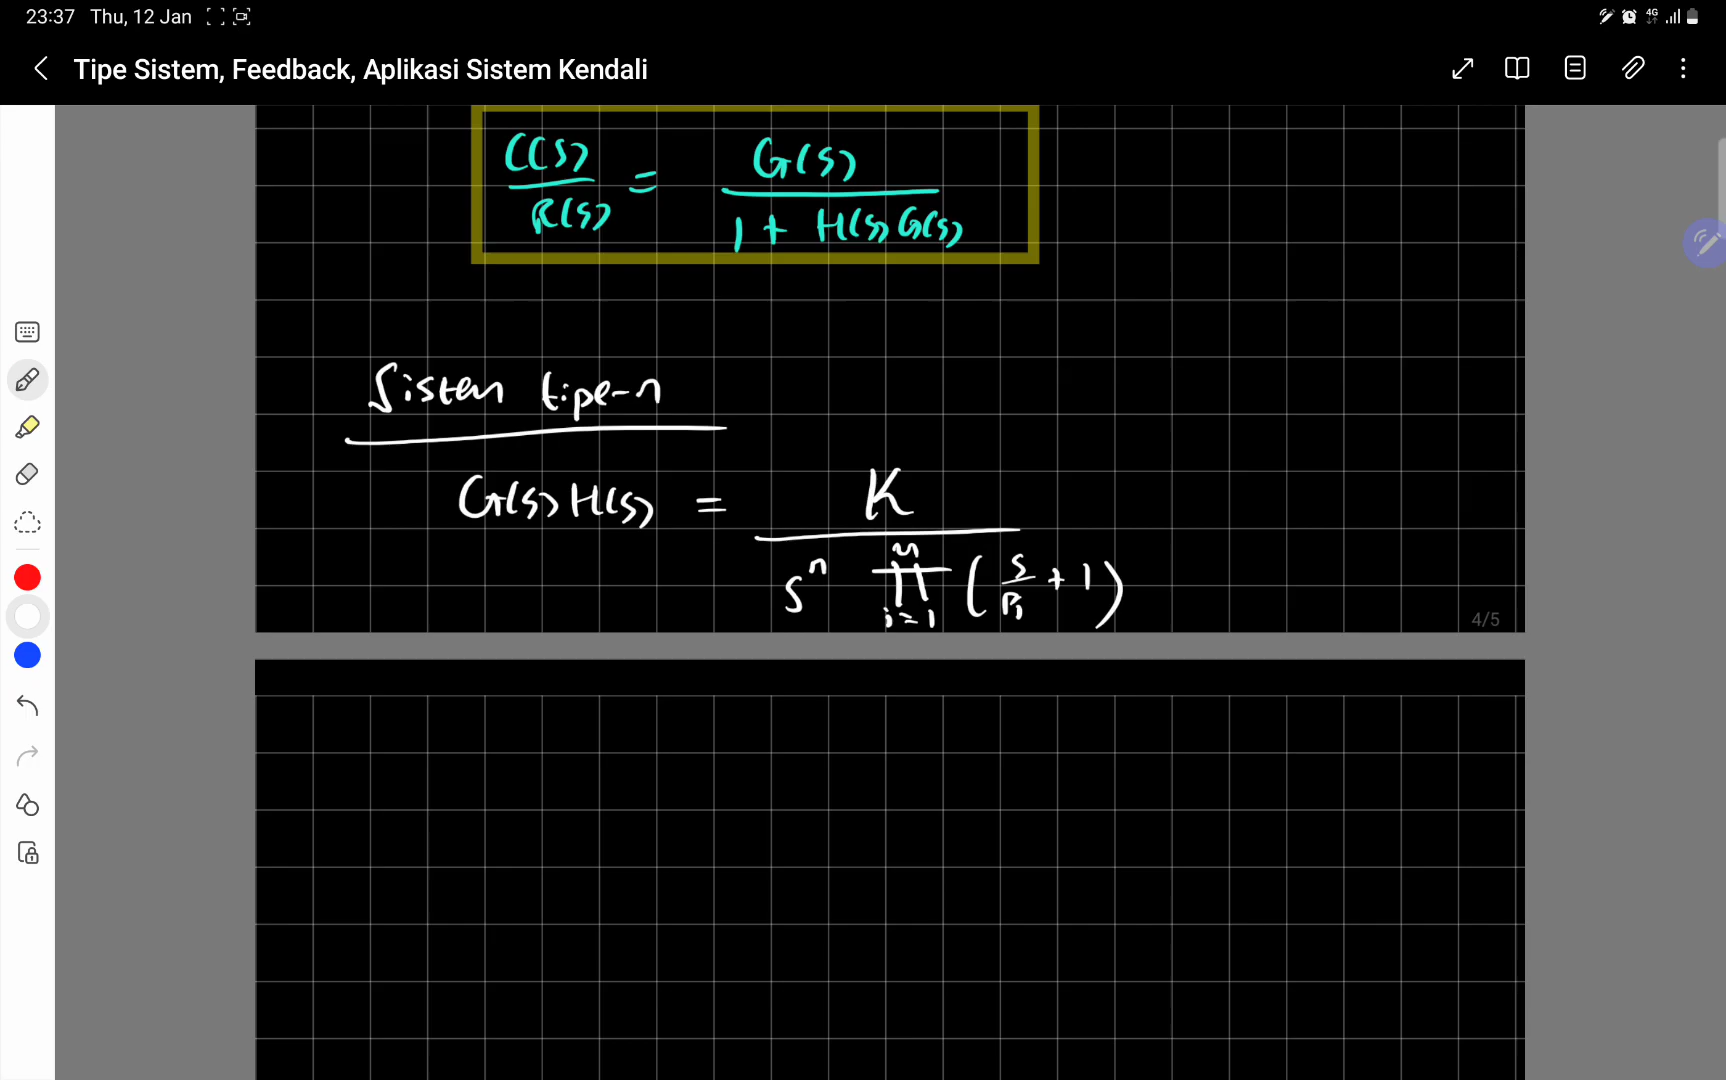 23:37 Thu, 12 Jan 4G
Tipe Sistem, Feedback, Aplikasi Sistem Kendali
C(s)/R(s) = G(s)/(1 + H(s)G(s))
Sistem tipe-n
G(s)H(s) = K/(s^n ∏_{i=1}^{m} (s/P_i + 1))
4/5